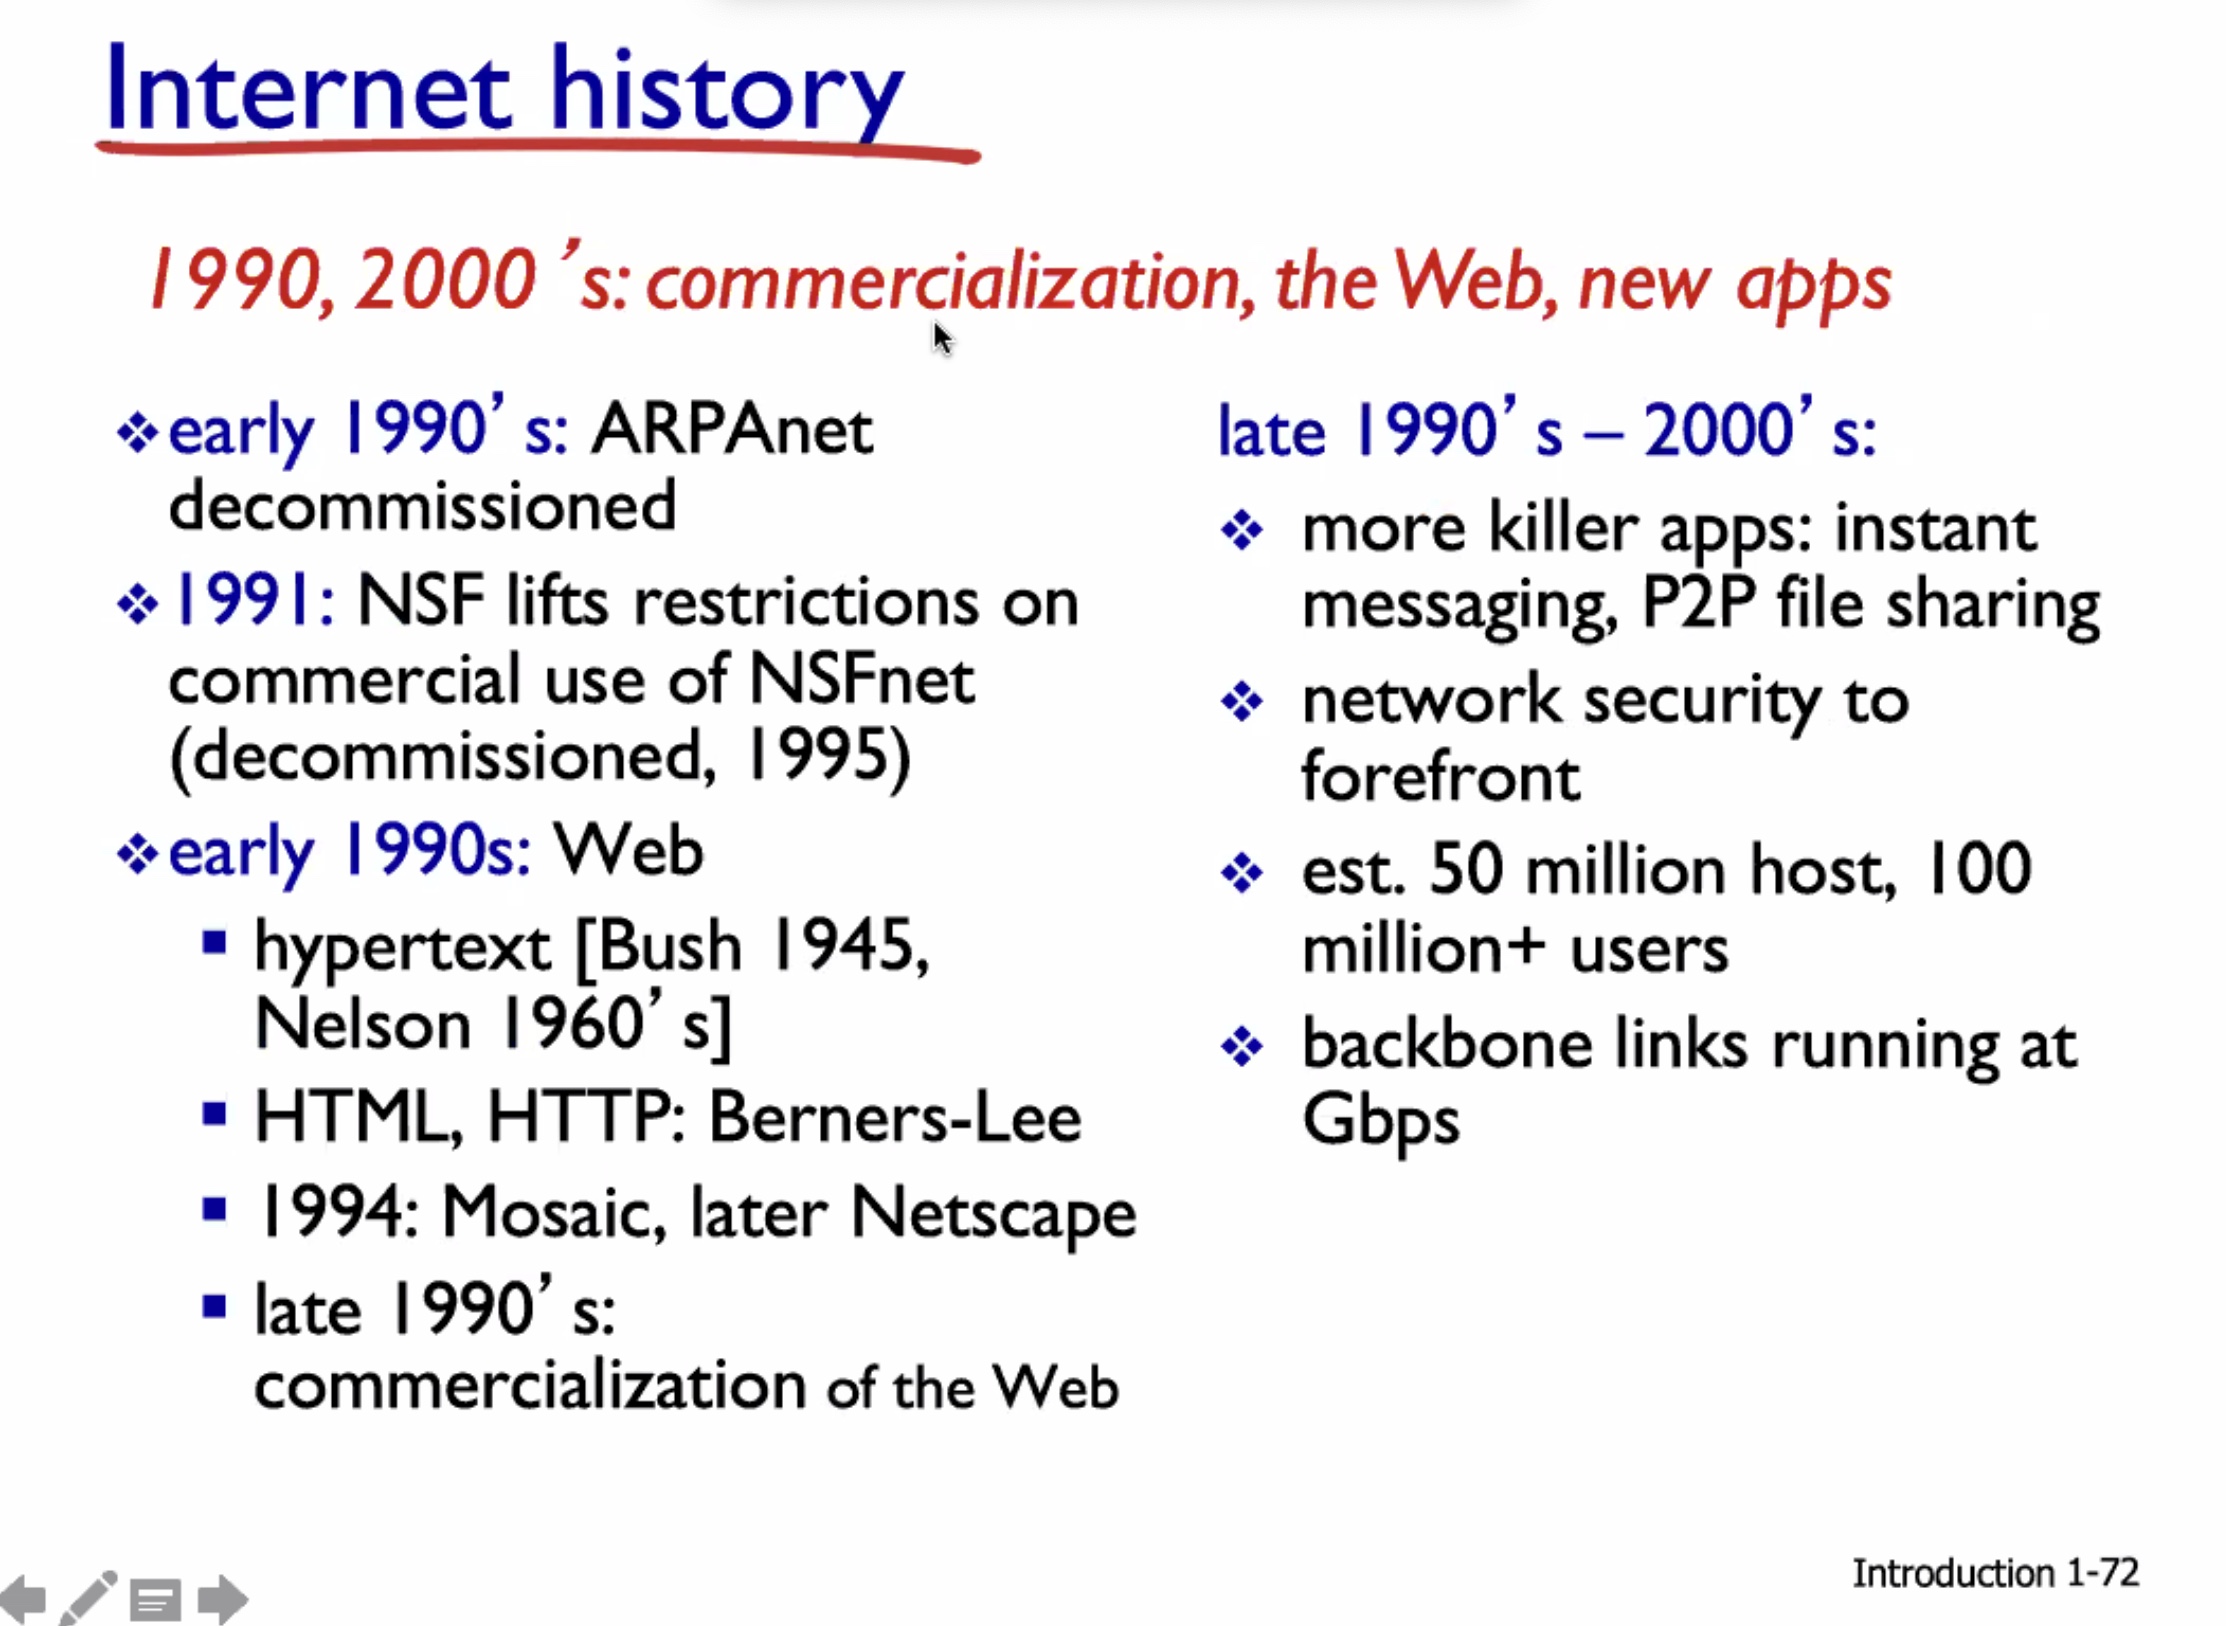 Internet history
1990, 2000 ’s: commercialization, the Web, new apps
early 1990’ s: ARPAnet
decommissioned
1991: NSF lifts restrictions on
commercial use of NSFnet
(decommissioned, 1995)
early 1990s: Web
hypertext [Bush 1945,
Nelson 1960’ s]
HTML, HTTP: Berners-Lee
1994: Mosaic, later Netscape
late 1990’ s:
commercialization of the Web
late 1990’ s – 2000’ s:
more killer apps: instant
messaging, P2P file sharing
network security to
forefront
est. 50 million host, 100
million+ users
backbone links running at
Gbps
Introduction 1-72